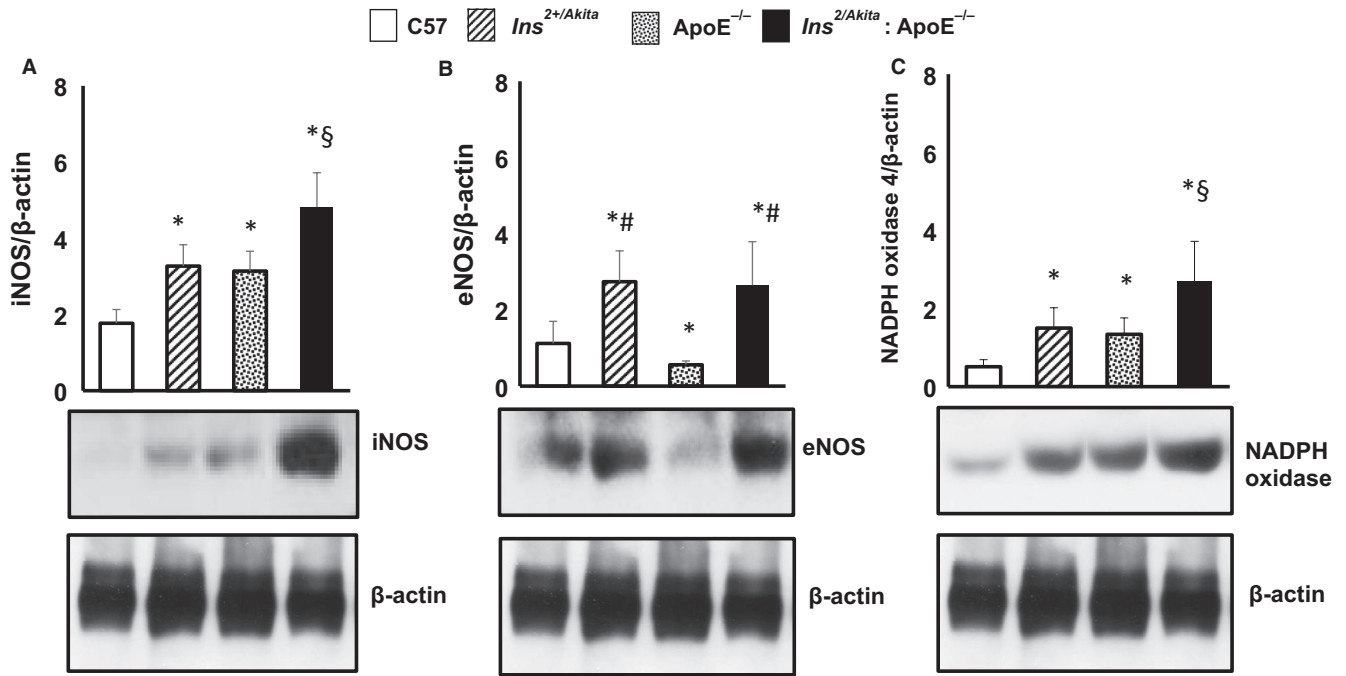 C57 Ins2+/Akita ApoE−/− Ins2/Akita : ApoE−/−
A
8
6
4
2
0
iNOS/β-actin
*
*
*§
iNOS
β-actin
B
8
6
4
2
0
eNOS/β-actin
*#
*
*#
eNOS
β-actin
C
8
6
4
2
0
NADPH oxidase 4/β-actin
*
*
*§
NADPH
oxidase
β-actin